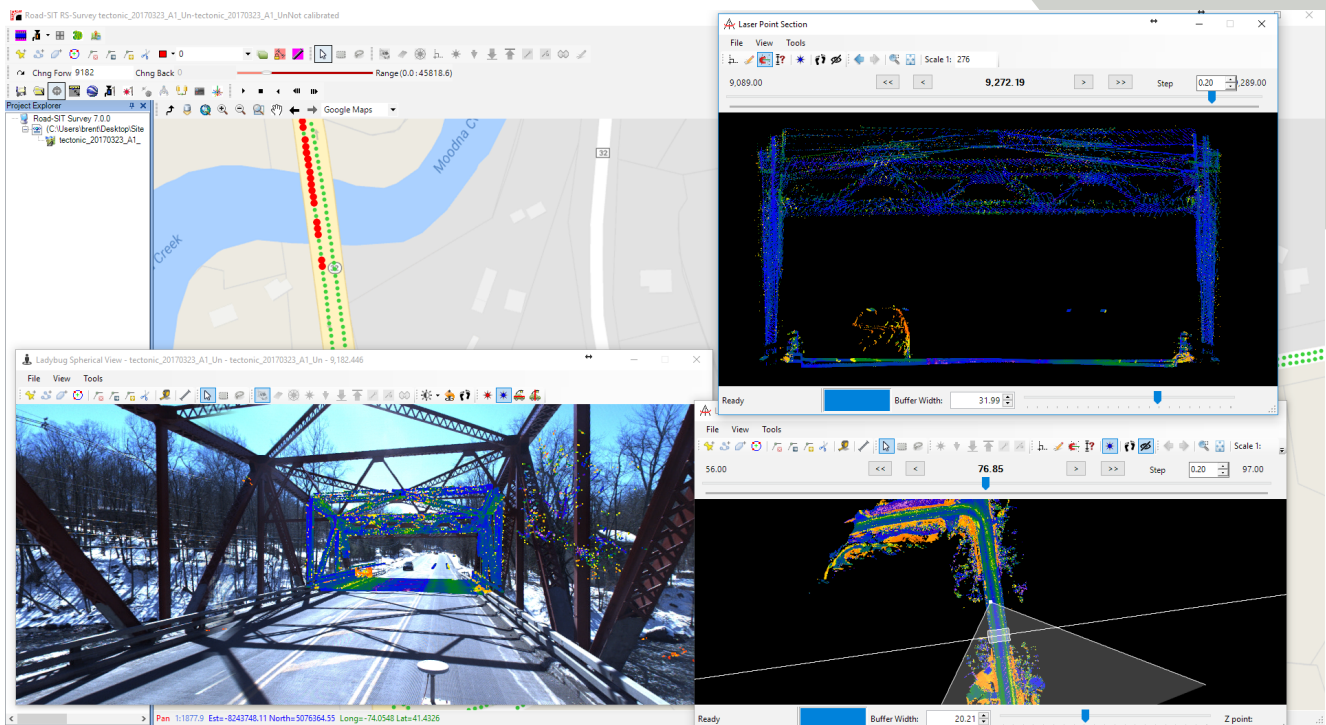 Road-SIT RS-Survey tectonic_20170323_A1_Un-tectonic_20170323_A1_UnNot calibrated
0
Chng Forw 9182 Chng Back 0 Range(0.0:45818.6)
Project Explorer
Google Maps
Road-SIT Survey 7.0.0
(C:\Users\brent\Desktop\Site
tectonic_20170323_A1_
Moodna C
32
Creek
Laser Point Section
File View Tools
Scale 1: 276
9,089.00 << < 9,272.19 > >> Step 0.20 ,289.00
Ready Buffer Width: 31.99
Ladybug Spherical View - tectonic_20170323_A1_Un - tectonic_20170323_A1_Un - 9,182.446
File View Tools
File View Tools
Scale 1:
56.00 << < 76.85 > >> Step 0.20 97.00
Ready Buffer Width: 20.21 Z point:
Pan 1:1877.9 Est=-8243748.11 North=5076364.55 Long=-74.0548 Lat=41.4326